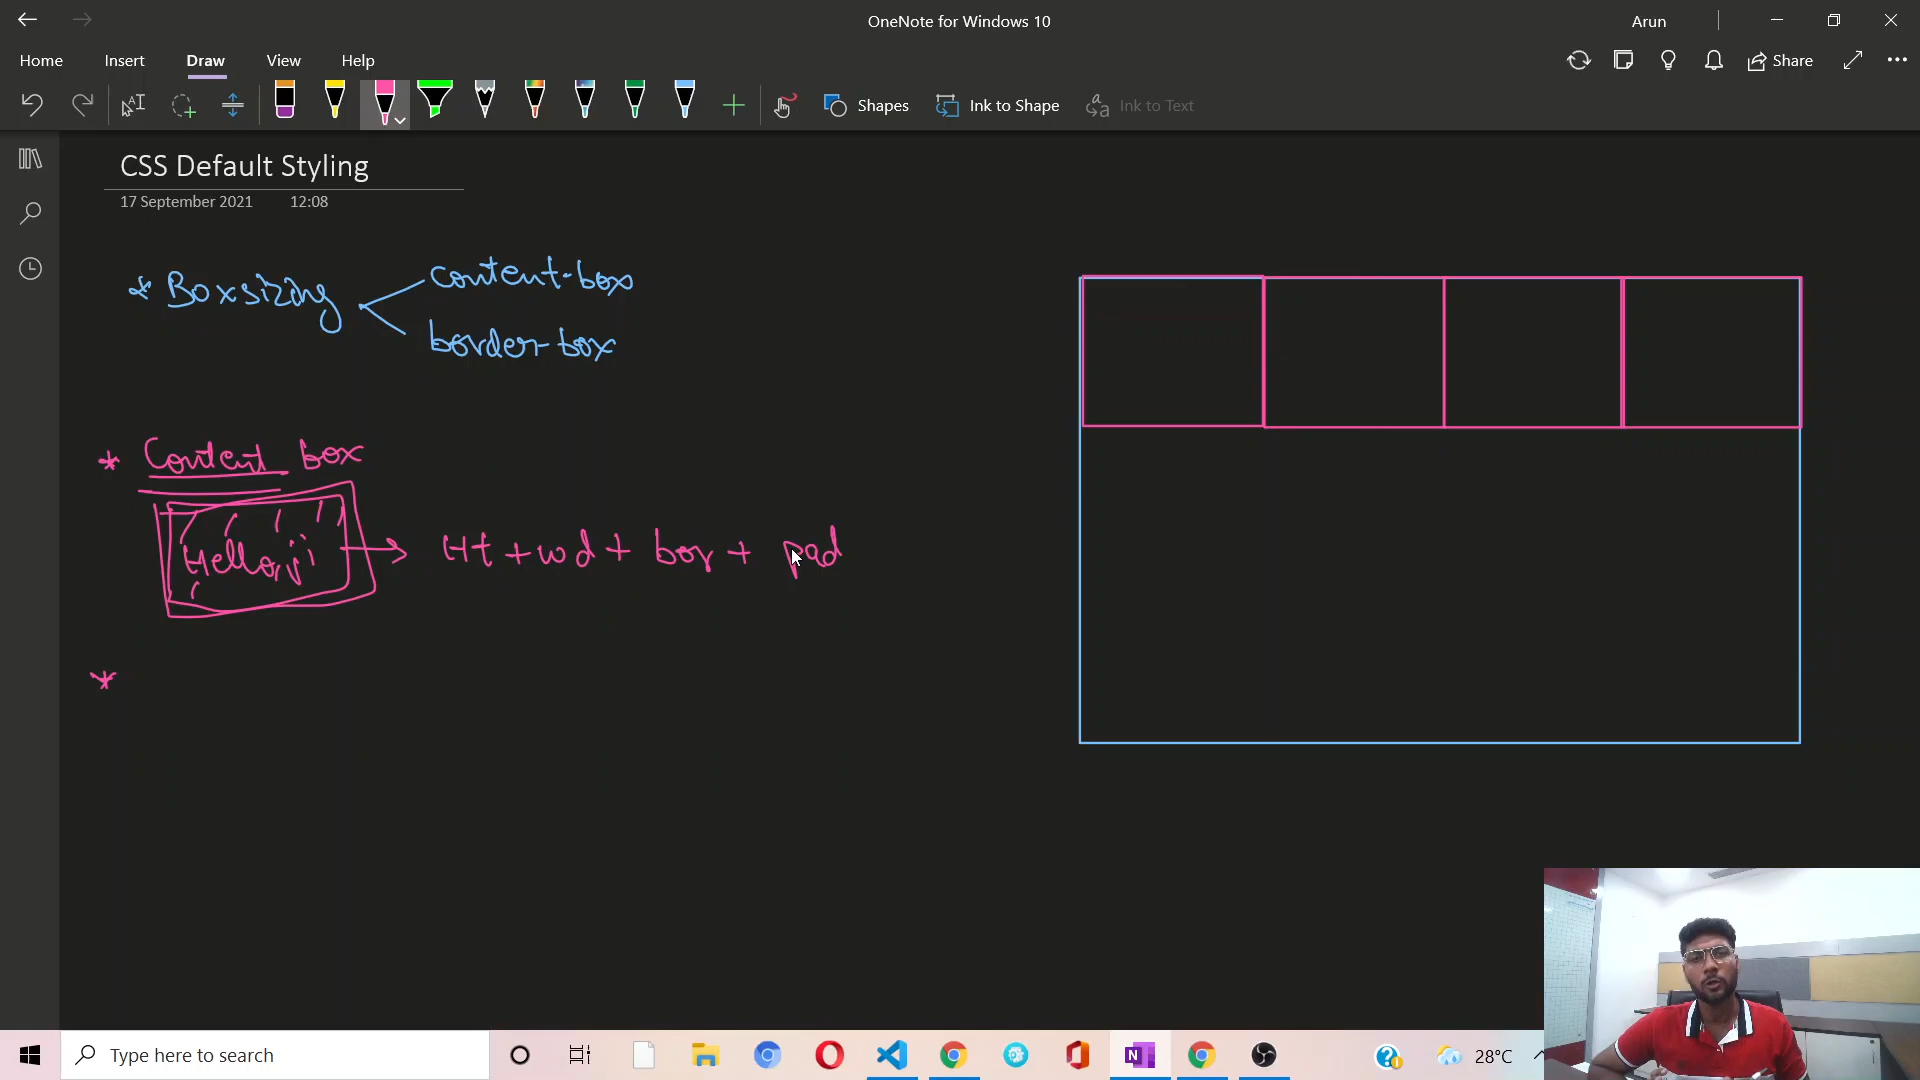 OneNote for Windows 10
Arun
Home Insert Draw View Help
Share
Shapes Ink to Shape Ink to Text
CSS Default Styling
17 September 2021 12:08
* Boxsizing
content-box
border-box
* Content box
Hello,ji
Ht + wd + bor + pad
*
Type here to search
28°C